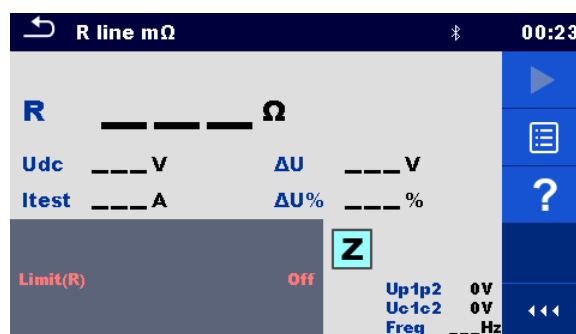 R line mΩ 00:23
R ___ Ω
Udc ___V ΔU ___V
Itest ___A ΔU% ___%
?
Z
Limit(R) Off
Up1p2 0V
Uc1c2 0V
Freq ___Hz